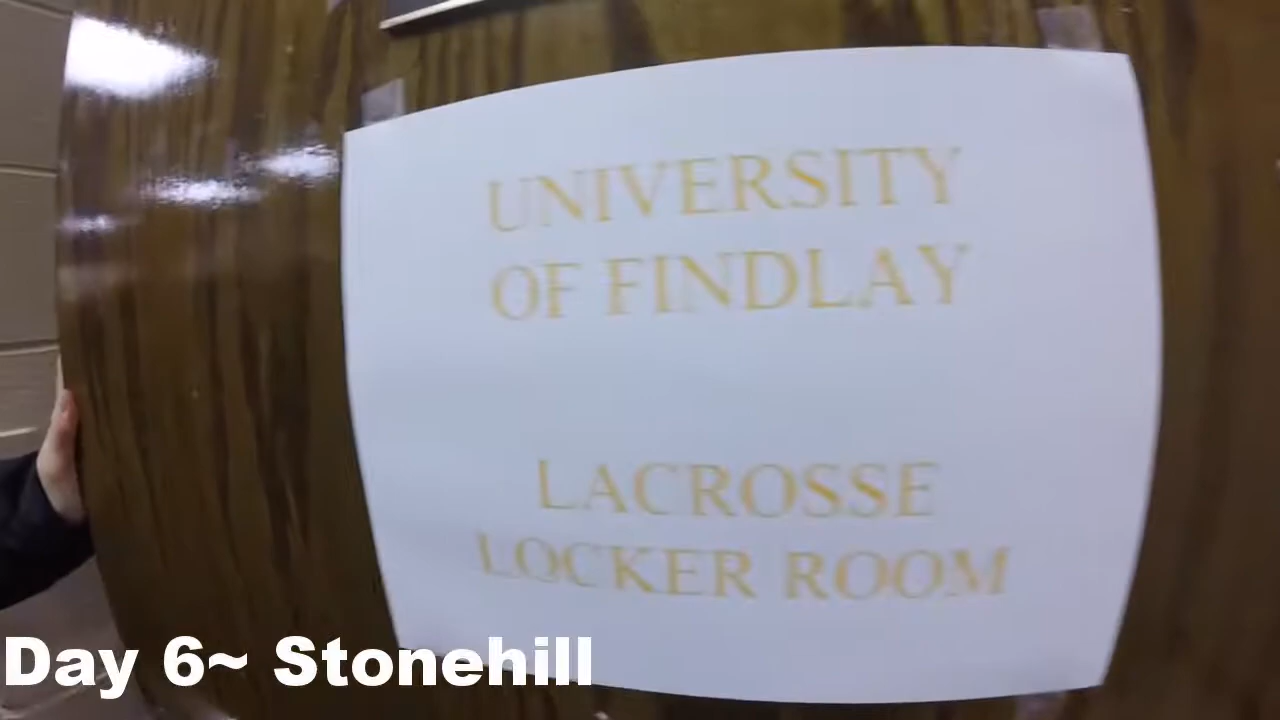 UNIVERSITY
OF FINDLAY
LACROSSE
LOCKER ROOM
Day 6~ Stonehill